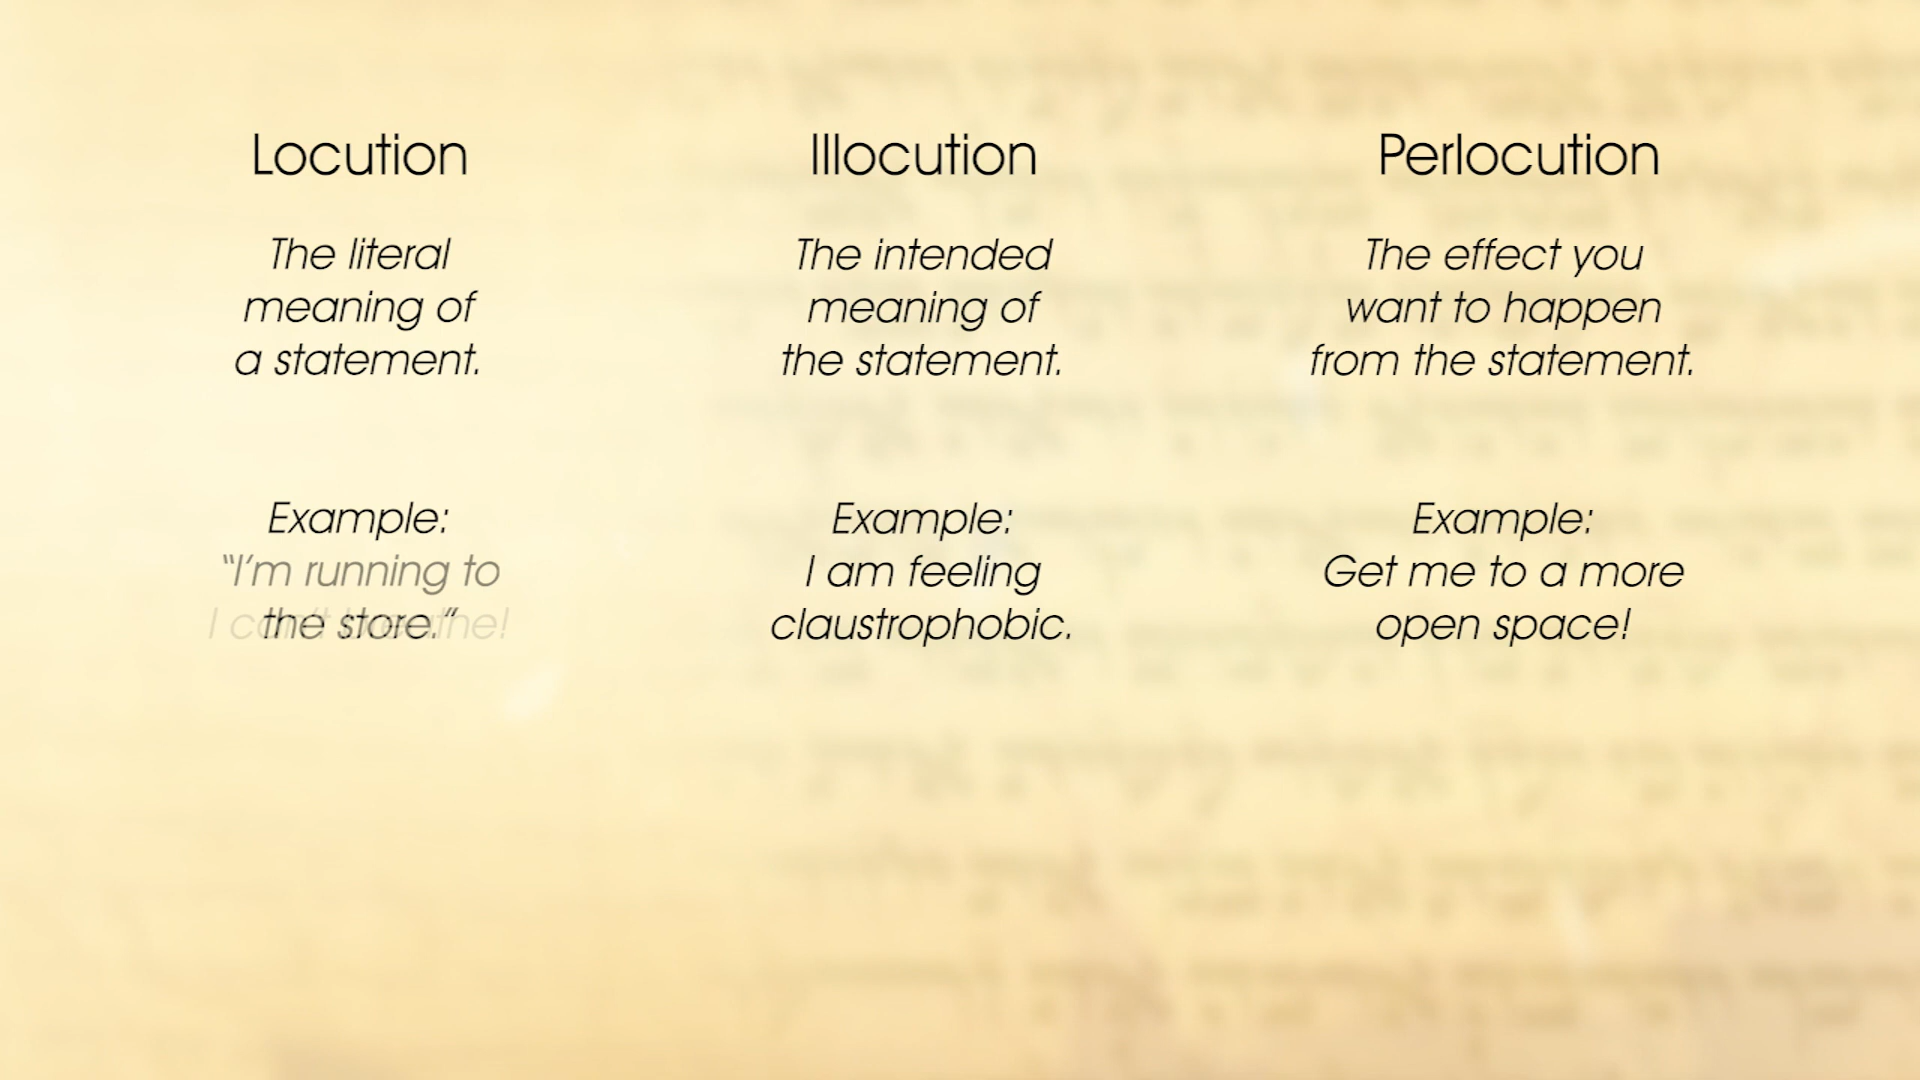 Locution
The literal
meaning of
a statement.
Example:
“I’m running to
the store.”
I can't breathe!
Illocution
The intended
meaning of
the statement.
Example:
I am feeling
claustrophobic.
Perlocution
The effect you
want to happen
from the statement.
Example:
Get me to a more
open space!